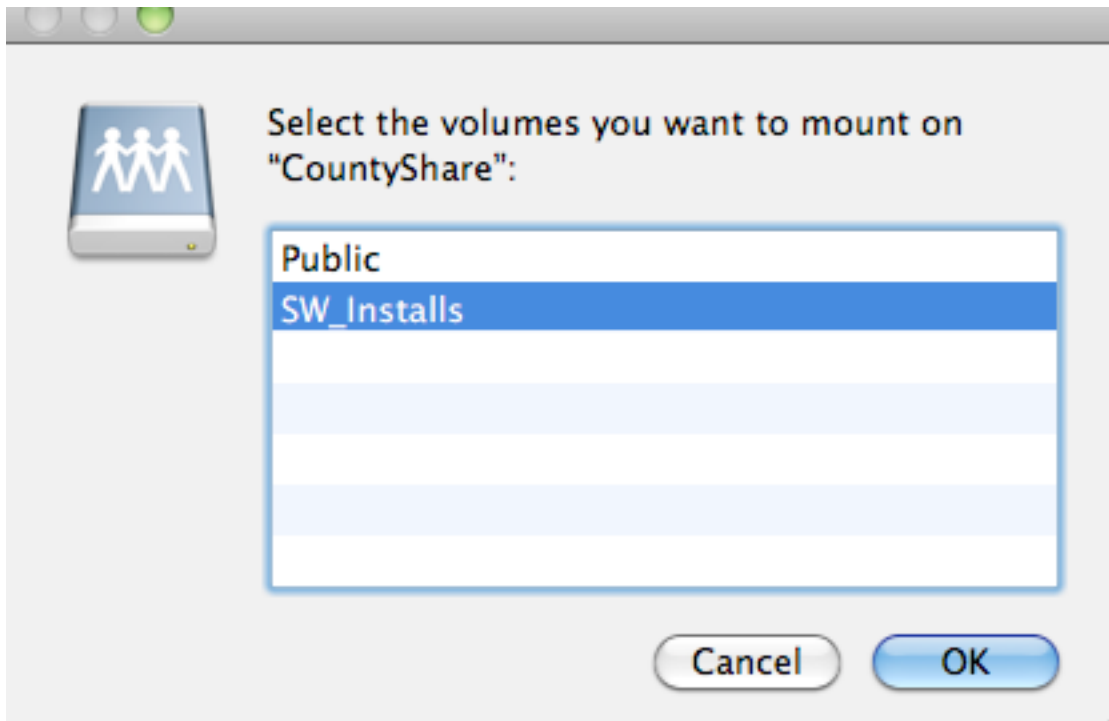 Select the volumes you want to mount on
“CountyShare”:
Public
SW_Installs
Cancel
OK